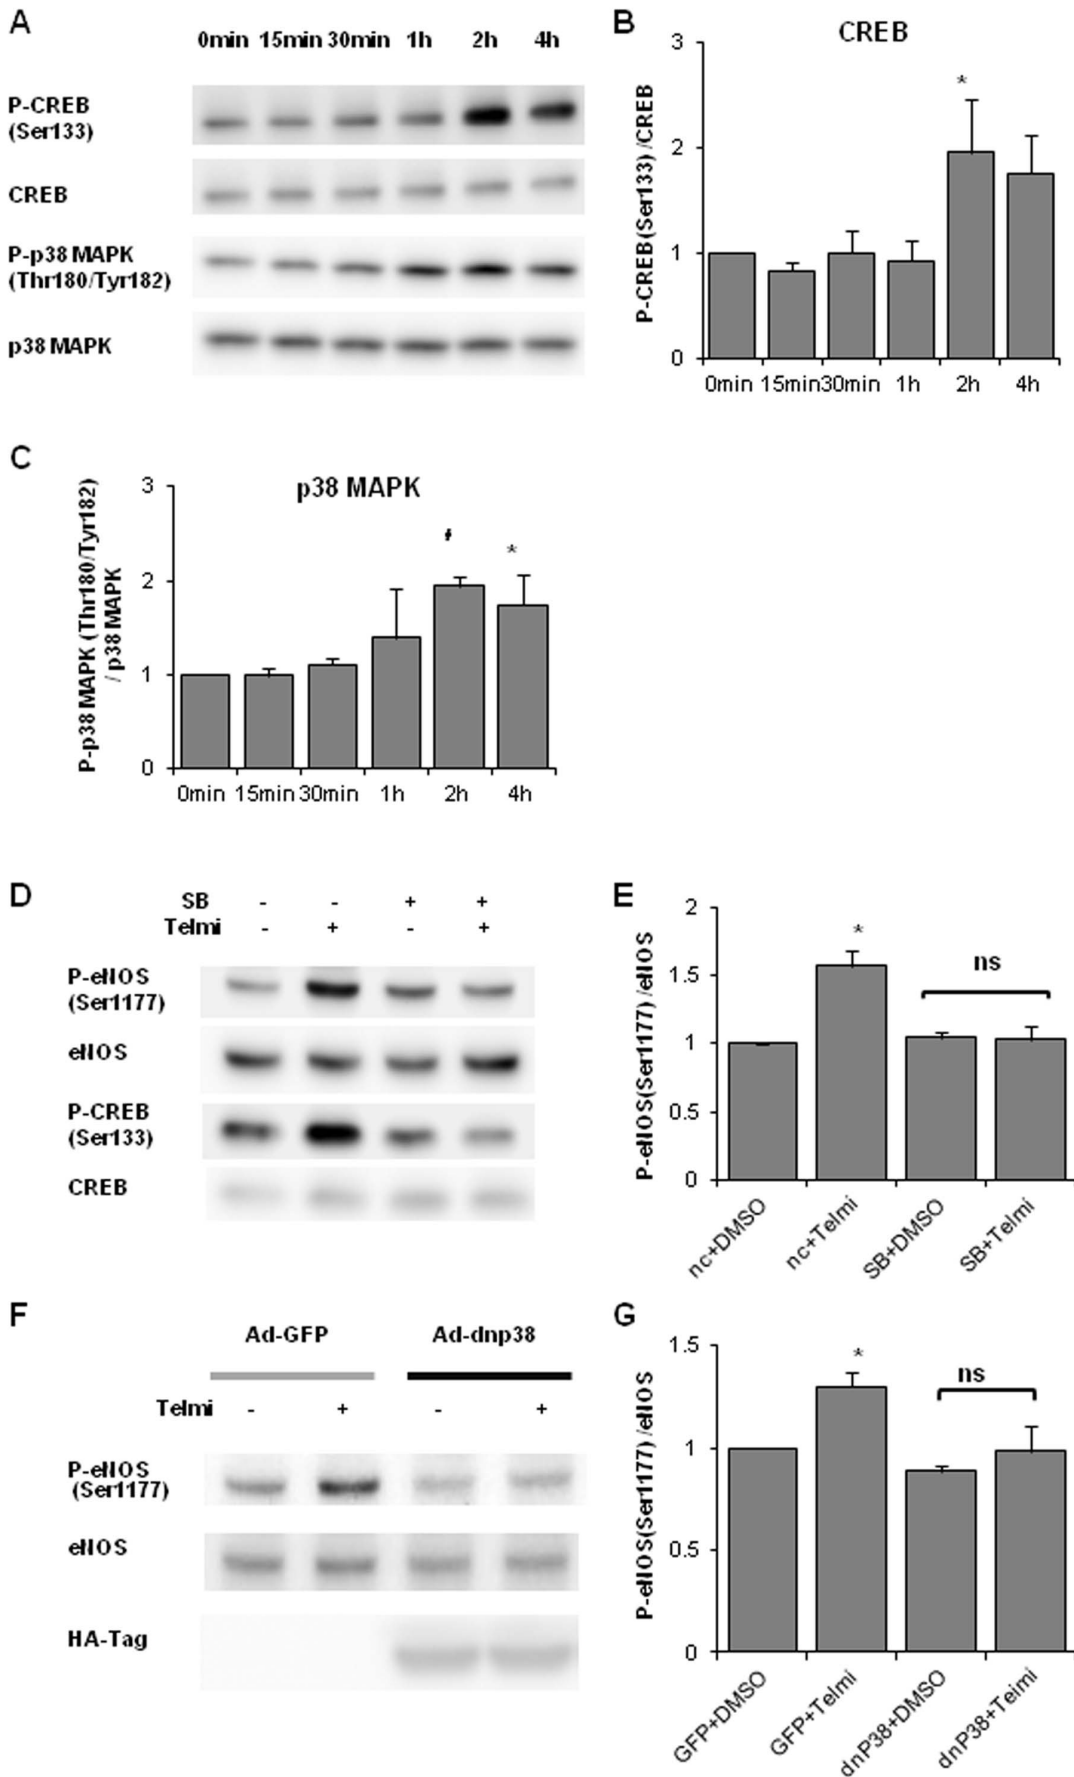 A
0min 15min 30min 1h 2h 4h
P-CREB
(Ser133)
CREB
P-p38 MAPK
(Thr180/Tyr182)
p38 MAPK
B
CREB
P-CREB(Ser133) /CREB
3
2
1
0
*
0min 15min 30min 1h 2h 4h
C
p38 MAPK
P-p38 MAPK (Thr180/Tyr182)
/ p38 MAPK
3
2
1
0
*
0min 15min 30min 1h 2h 4h
D
SB - - + +
Telmi - + - +
P-eNOS
(Ser1177)
eNOS
P-CREB
(Ser133)
CREB
E
P-eNOS(Ser1177) /eNOS
2
1.5
1
0.5
0
*
ns
nc+DMSO
nc+Telmi
SB+DMSO
SB+Telmi
F
Ad-GFP Ad-dnp38
Telmi - + - +
P-eNOS
(Ser1177)
eNOS
HA-Tag
G
P-eNOS(Ser1177) /eNOS
1.5
1
0.5
0
*
ns
GFP+DMSO
GFP+Telmi
dnP38+DMSO
dnP38+Telmi